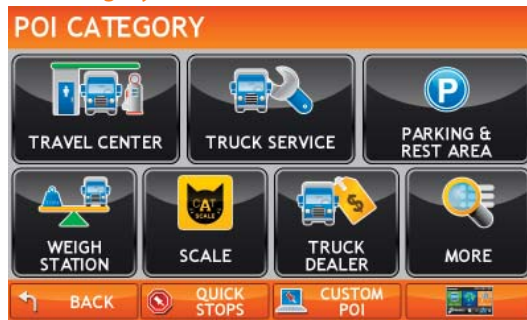 POI CATEGORY
TRAVEL CENTER
TRUCK SERVICE
P
PARKING &
REST AREA
WEIGH
STATION
CAT
SCALE
SCALE
$
TRUCK
DEALER
MORE
BACK
QUICK
STOPS
CUSTOM
POI